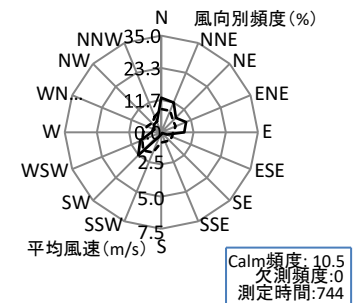 N 風向別頻度(%)
NNW 35.0 NNE
NW 23.3 NE
WN... 11.7 ENE
W 0.0 E
WSW 2.5 ESE
SW 5.0 SE
SSW 7.5 SSE
平均風速(m/s) S
Calm頻度: 10.5
欠測頻度:0
測定時間:744